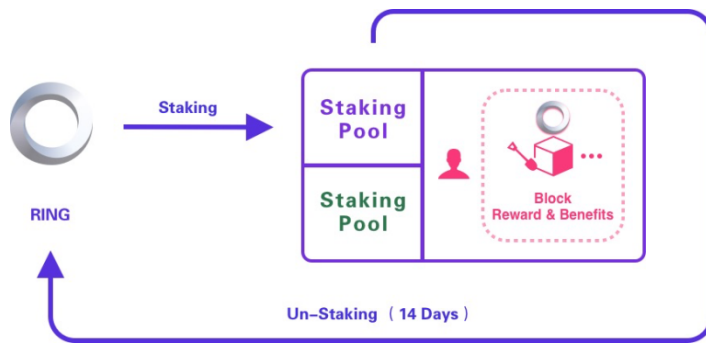 Staking
Staking
Pool
Staking
Pool
Block
Reward & Benefits
RING
Un-Staking ( 14 Days )